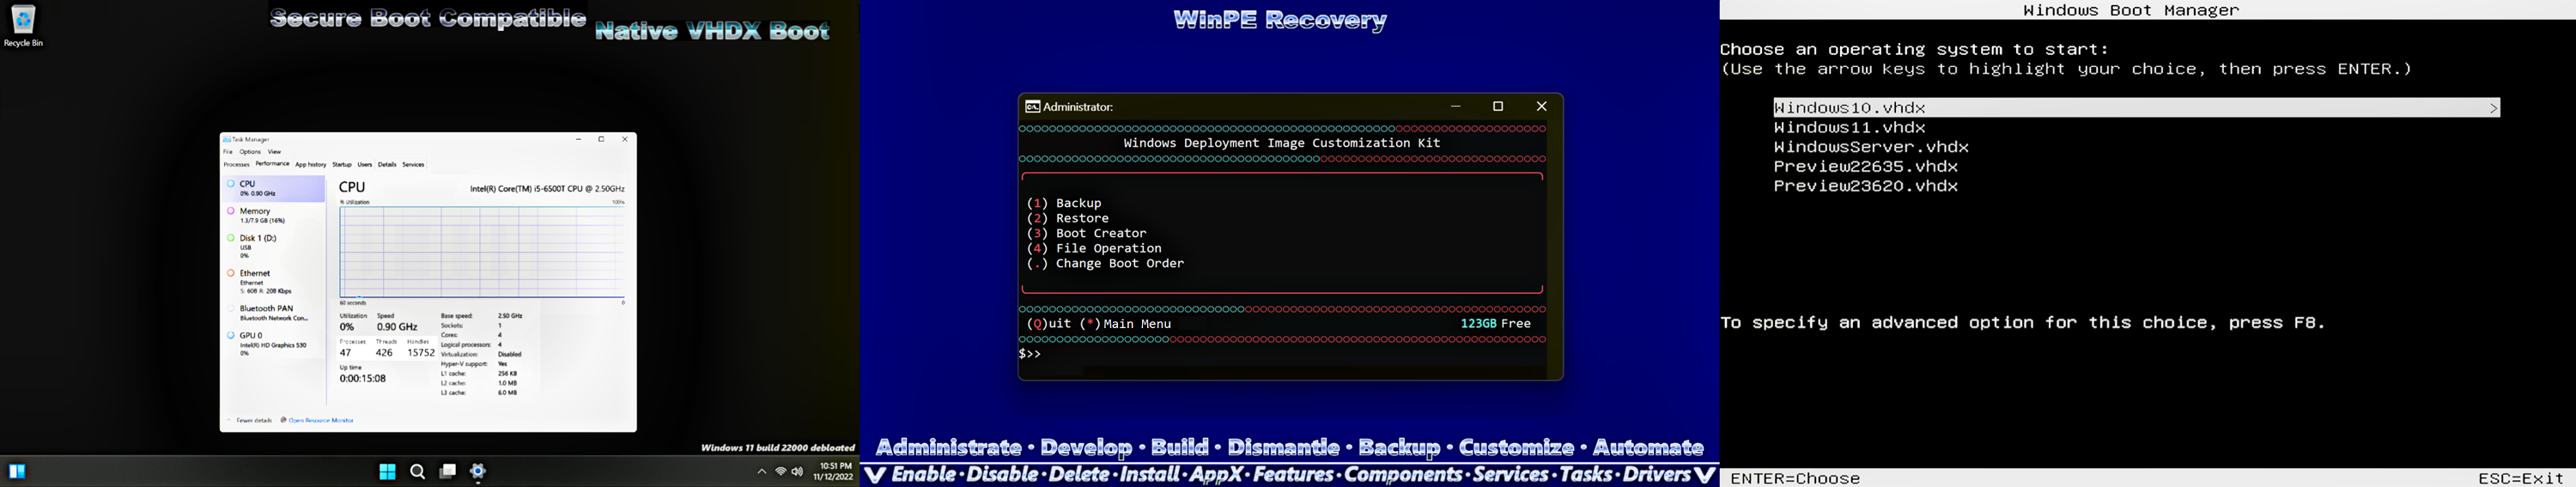 Secure Boot Compatible
Native VHDX Boot
Recycle Bin
Task Manager
File Options View
Processes Performance App history Startup Users Details Services
CPU
0% 0.90 GHz
Memory
1.3/7.9 GB (16%)
Disk 1 (D:)
USB
0%
Ethernet
Ethernet
S: 608 R: 208 Kbps
Bluetooth PAN
Bluetooth Network Con...
GPU 0
Intel(R) HD Graphics 530
0%
CPU
Intel(R) Core(TM) i5-6500T CPU @ 2.50GHz
% Utilization
100%
60 seconds
0
Utilization Speed
0% 0.90 GHz
Processes Threads Handles
47 426 15752
Up time
0:00:15:08
Base speed: 2.50 GHz
Sockets: 1
Cores: 4
Logical processors: 4
Virtualization: Disabled
Hyper-V support: Yes
L1 cache: 256 KB
L2 cache: 1.0 MB
L3 cache: 6.0 MB
Fewer details Open Resource Monitor
Windows 11 build 22000 debloated
10:51 PM
11/12/2022
WinPE Recovery
Administrator:
Windows Deployment Image Customization Kit
(1) Backup
(2) Restore
(3) Boot Creator
(4) File Operation
(.) Change Boot Order
(Q)uit (*)Main Menu 123GB Free
$>>
Administrate • Develop • Build • Dismantle • Backup • Customize • Automate
V Enable • Disable • Delete • Install • AppX • Features • Components • Services • Tasks • Drivers V
Windows Boot Manager
Choose an operating system to start:
(Use the arrow keys to highlight your choice, then press ENTER.)
Windows10.vhdx >
Windows11.vhdx
WindowsServer.vhdx
Preview22635.vhdx
Preview23620.vhdx
To specify an advanced option for this choice, press F8.
ENTER=Choose ESC=Exit